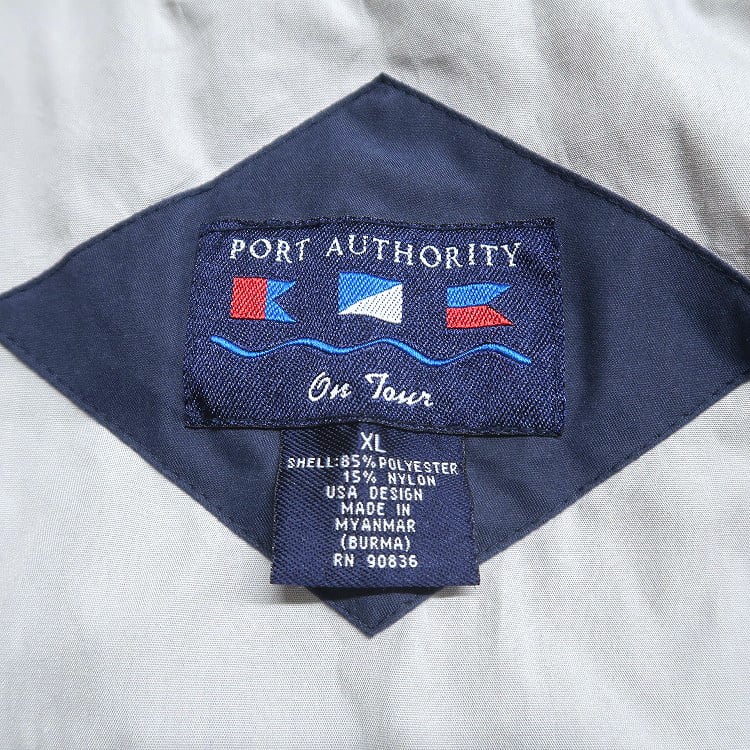 PORT AUTHORITY
On Tour
XL
SHELL:85%POLYESTER
15% NYLON
USA DESIGN
MADE IN
MYANMAR
(BURMA)
RN 90836